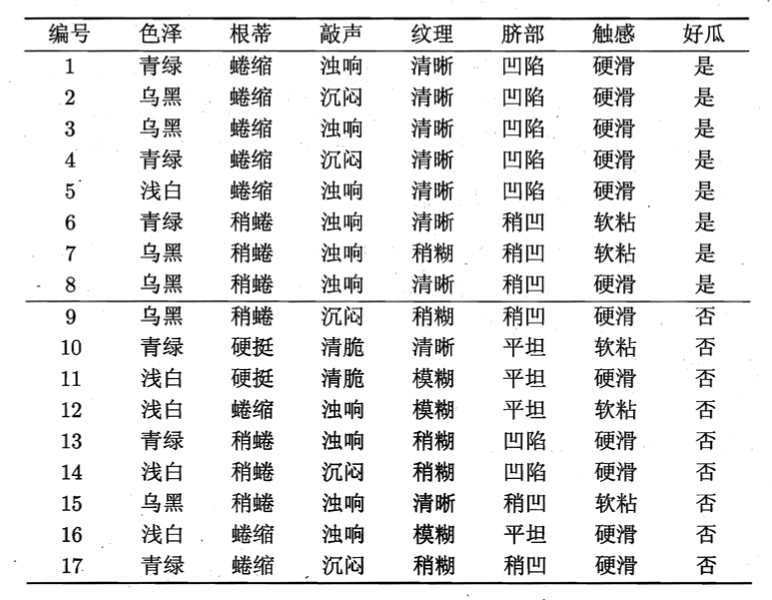 编号 色泽 根蒂 敲声 纹理 脐部 触感 好瓜
1 青绿 蜷缩 浊响 清晰 凹陷 硬滑 是
2 乌黑 蜷缩 沉闷 清晰 凹陷 硬滑 是
3 乌黑 蜷缩 浊响 清晰 凹陷 硬滑 是
4 青绿 蜷缩 沉闷 清晰 凹陷 硬滑 是
5 浅白 蜷缩 浊响 清晰 凹陷 硬滑 是
6 青绿 稍蜷 浊响 清晰 稍凹 软粘 是
7 乌黑 稍蜷 浊响 稍糊 稍凹 软粘 是
8 乌黑 稍蜷 浊响 清晰 稍凹 硬滑 是
9 乌黑 稍蜷 沉闷 稍糊 稍凹 硬滑 否
10 青绿 硬挺 清脆 清晰 平坦 软粘 否
11 浅白 硬挺 清脆 模糊 平坦 硬滑 否
12 浅白 蜷缩 浊响 模糊 平坦 软粘 否
13 青绿 稍蜷 浊响 稍糊 凹陷 硬滑 否
14 浅白 稍蜷 沉闷 稍糊 凹陷 硬滑 否
15 乌黑 稍蜷 浊响 清晰 稍凹 软粘 否
16 浅白 蜷缩 浊响 模糊 平坦 硬滑 否
17 青绿 蜷缩 沉闷 稍糊 稍凹 硬滑 否